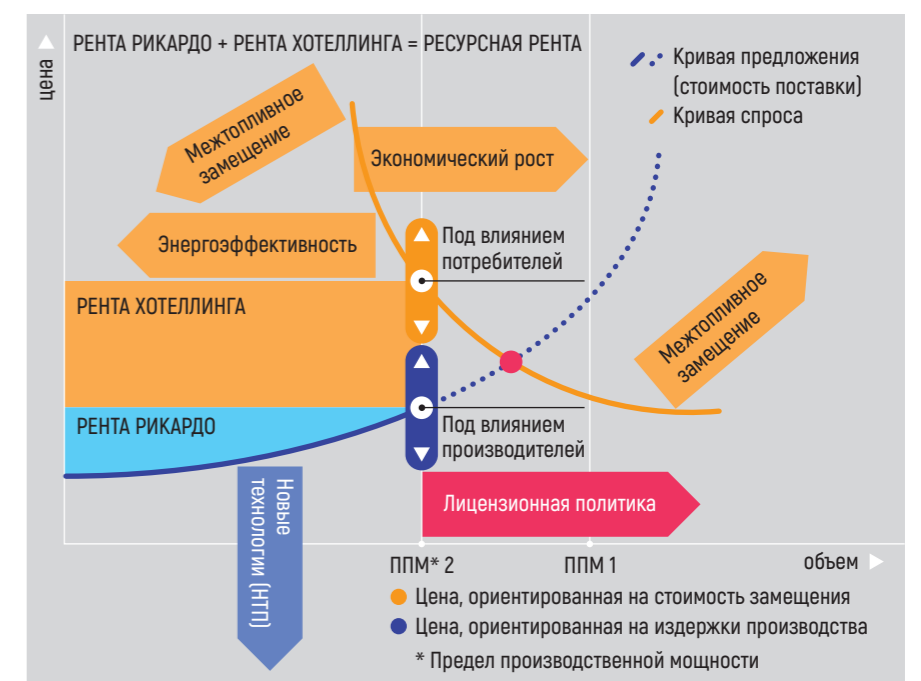 цена
РЕНТА РИКАРДО + РЕНТА ХОТЕЛЛИНГА = РЕСУРСНАЯ РЕНТА
Кривая предложения
(стоимость поставки)
Кривая спроса
Межтопливное
замещение
Экономический рост
Энергоэффективность
Под влиянием
потребителей
РЕНТА ХОТЕЛЛИНГА
Межтопливное
замещение
РЕНТА РИКАРДО
Под влиянием
производителей
Новые
технологии (НТП)
Лицензионная политика
ППМ* 2
ППМ 1
объем
Цена, ориентированная на стоимость замещения
Цена, ориентированная на издержки производства
* Предел производственной мощности